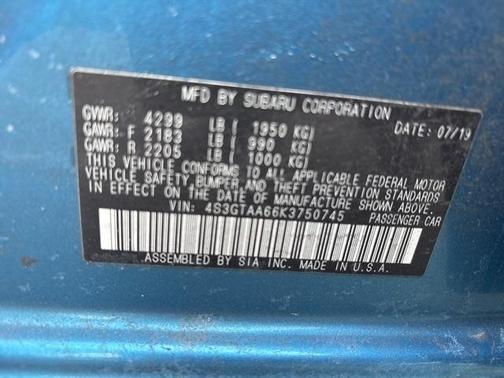 MFD BY SUBARU CORPORATION
GVWR: 4299 LB ( 1950 KG) DATE: 07/19
GAWR: F 2183 LB ( 990 KG)
GAWR: R 2205 LB ( 1000 KG)
THIS VEHICLE CONFORMS TO ALL APPLICABLE FEDERAL MOTOR
VEHICLE SAFETY, BUMPER AND THEFT PREVENTION STANDARDS
IN EFFECT ON THE DATE OF MANUFACTURE SHOWN ABOVE.
VIN: 4S3GTAA66K3750745 PASSENGER CAR
ASSEMBLED BY SIA INC. MADE IN U.S.A.